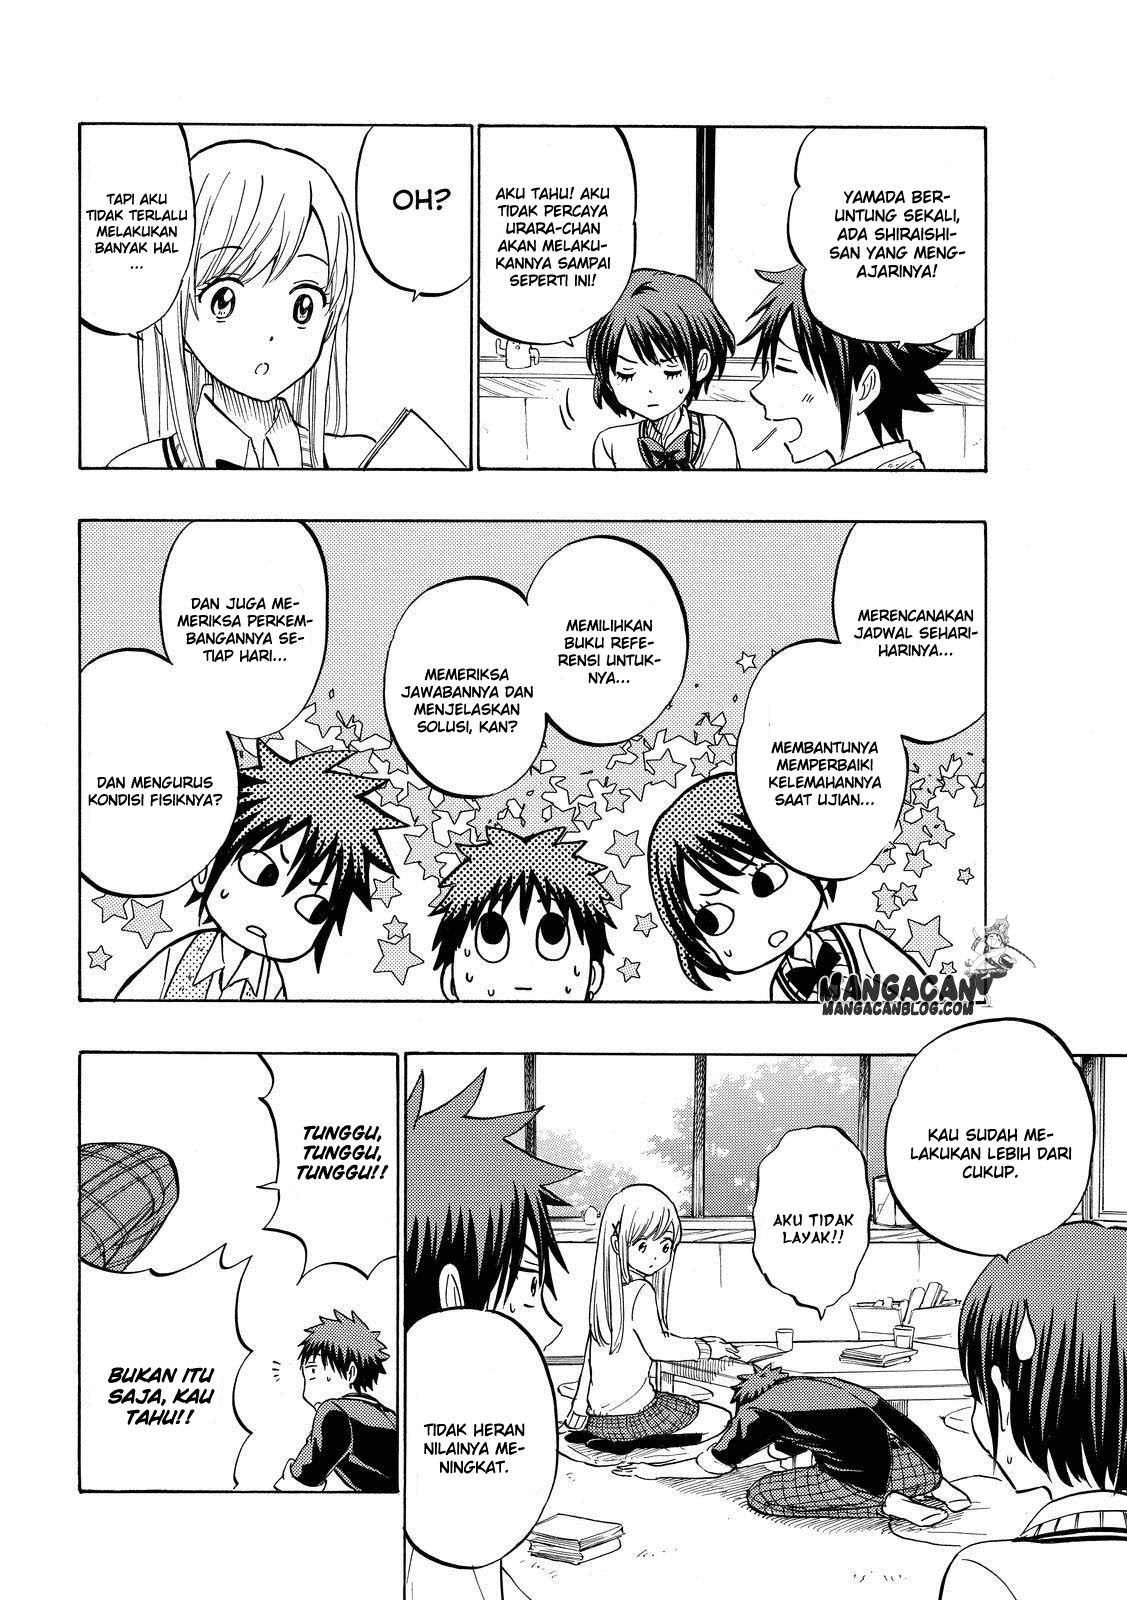 YAMADA BER-
UNTUNG SEKALI,
ADA SHIRAISHI-
SAN YANG MENG-
AJARINYA!
AKU TAHU! AKU
TIDAK PERCAYA
URARA-CHAN
AKAN MELAKU-
KANNYA SAMPAI
SEPERTI INI!
OH?
TAPI AKU
TIDAK TERLALU
MELAKUKAN
BANYAK HAL
...
MERENCANAKAN
JADWAL SEHARI-
HARINYA...
MEMBANTUNYA
MEMPERBAIKI
KELEMAHANNYA
SAAT UJIAN...
MEMILIHKAN
BUKU REFE-
RENSI UNTUK-
NYA...
MEMERIKSA
JAWABANNYA DAN
MENJELASKAN
SOLUSI, KAN?
DAN JUGA ME-
MERIKSA PERKEM-
BANGANNYA SE-
TIAP HARI...
DAN MENGURUS
KONDISI FISIKNYA?
MANGACAN
MANGACANBLOG.COM
KAU SUDAH ME-
LAKUKAN LEBIH DARI
CUKUP.
AKU TIDAK
LAYAK!!
TIDAK HERAN
NILAINYA ME-
NINGKAT.
TUNGGU,
TUNGGU,
TUNGGU!!
BUKAN ITU
SAJA, KAU
TAHU!!